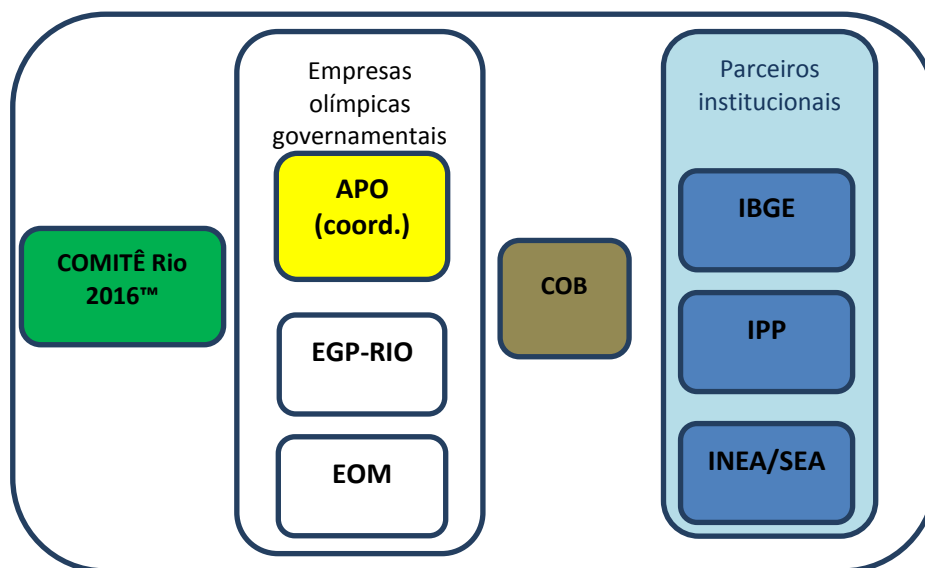 COMITÊ Rio
2016™
Empresas
olímpicas
governamentais
APO
(coord.)
EGP-RIO
EOM
COB
Parceiros
institucionais
IBGE
IPP
INEA/SEA